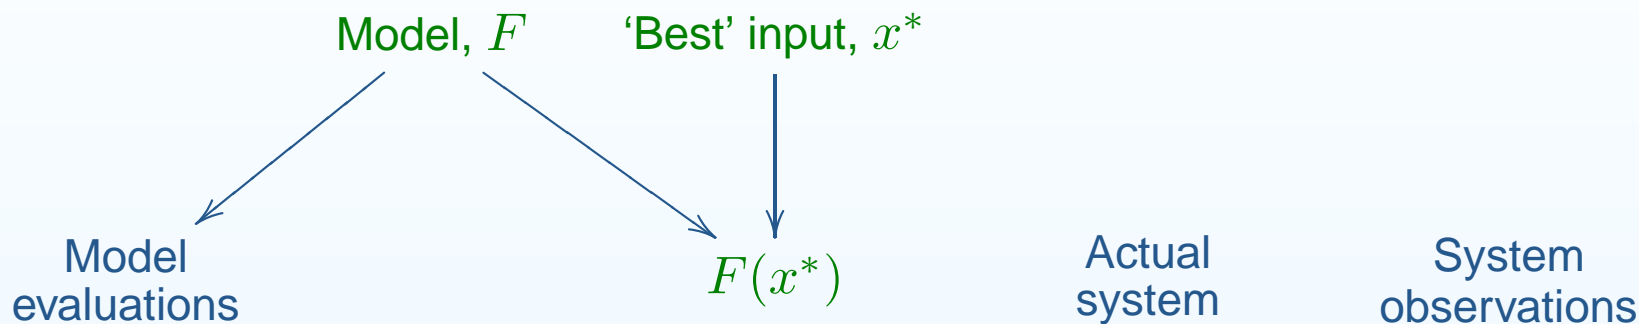 Model, F
‘Best’ input, x*
Model
evaluations
F(x*)
Actual
system
System
observations